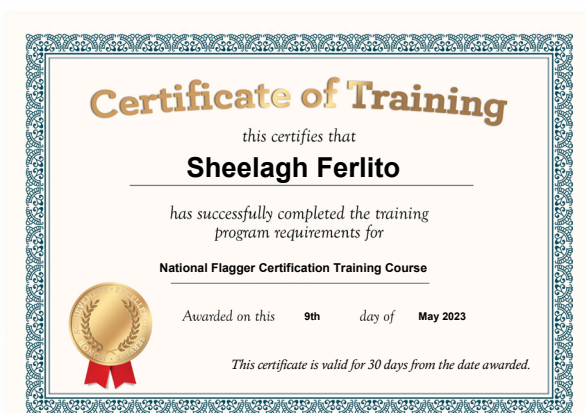 Certificate of Training
this certifies that
Sheelagh Ferlito
has successfully completed the training
program requirements for
National Flagger Certification Training Course
Awarded on this 9th day of May 2023
This certificate is valid for 30 days from the date awarded.